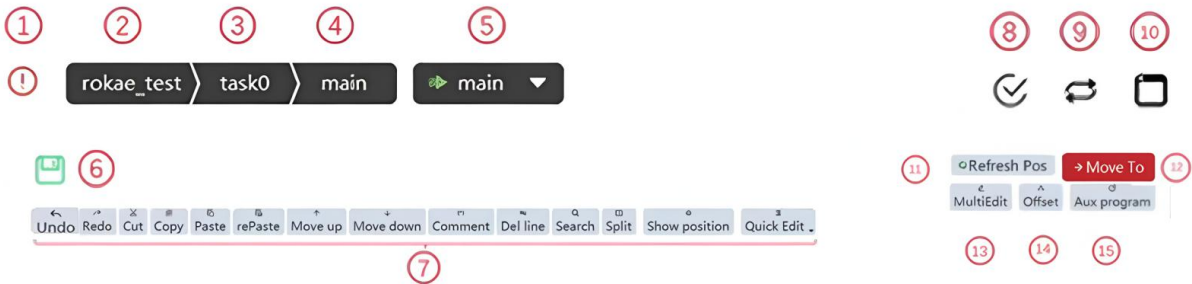 ① ② ③ ④ ⑤ ⑧ ⑨ ⑩
! rokae_test task0 main main
⑥ ⑪ Refresh Pos → Move To ⑫
Undo Redo Cut Copy Paste rePaste Move up Move down Comment Del line Search Split Show position Quick Edit MultiEdit Offset Aux program
⑦ ⑬ ⑭ ⑮